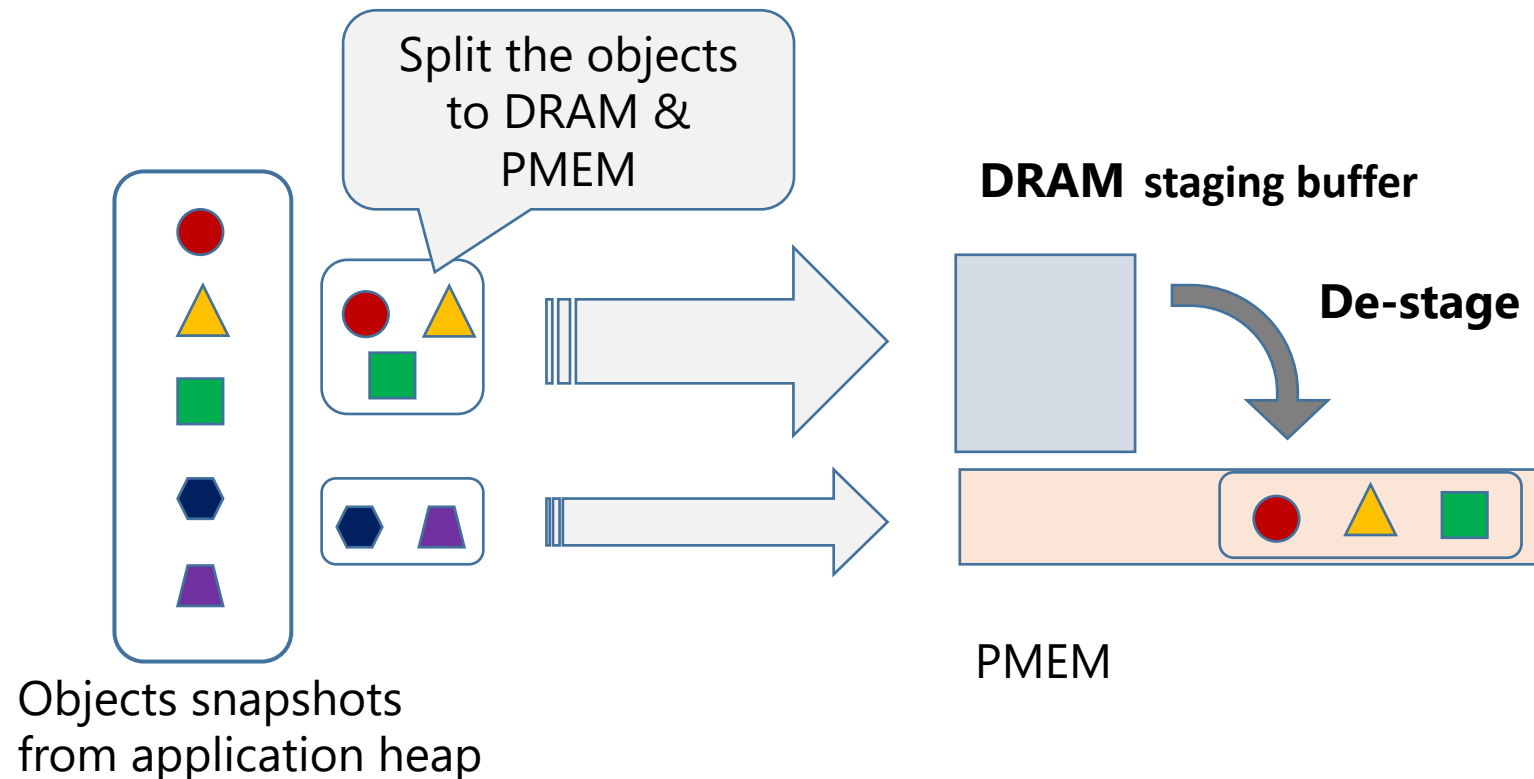 Split the objects
to DRAM &
PMEM
DRAM staging buffer
De-stage
PMEM
Objects snapshots
from application heap